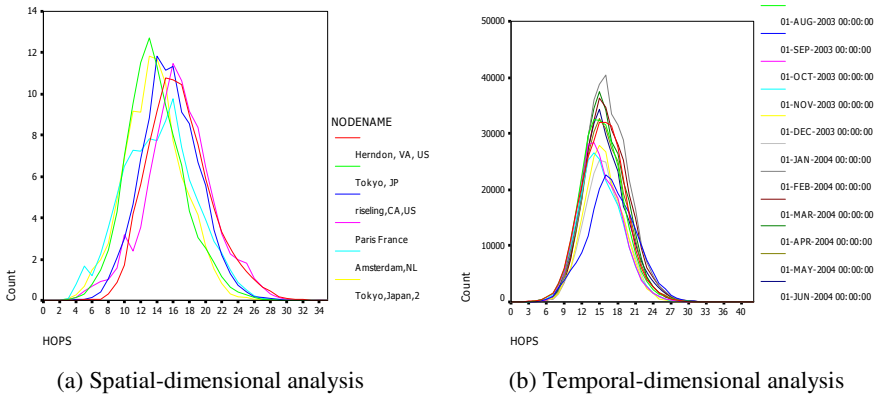 14
12
10
8
6
4
2
0
Count
0 2 4 6 8 10 12 14 16 18 20 22 24 26 28 30 32 34
HOPS
NODENAME
Herndon, VA, US
Tokyo, JP
riseling,CA,US
Paris France
Amsterdam,NL
Tokyo,Japan,2
(a) Spatial-dimensional analysis
50000
40000
30000
20000
10000
0
Count
0 3 6 9 12 15 18 21 24 27 30 33 36 40
HOPS
01-AUG-2003 00:00:00
01-SEP-2003 00:00:00
01-OCT-2003 00:00:00
01-NOV-2003 00:00:00
01-DEC-2003 00:00:00
01-JAN-2004 00:00:00
01-FEB-2004 00:00:00
01-MAR-2004 00:00:00
01-APR-2004 00:00:00
01-MAY-2004 00:00:00
01-JUN-2004 00:00:00
(b) Temporal-dimensional analysis